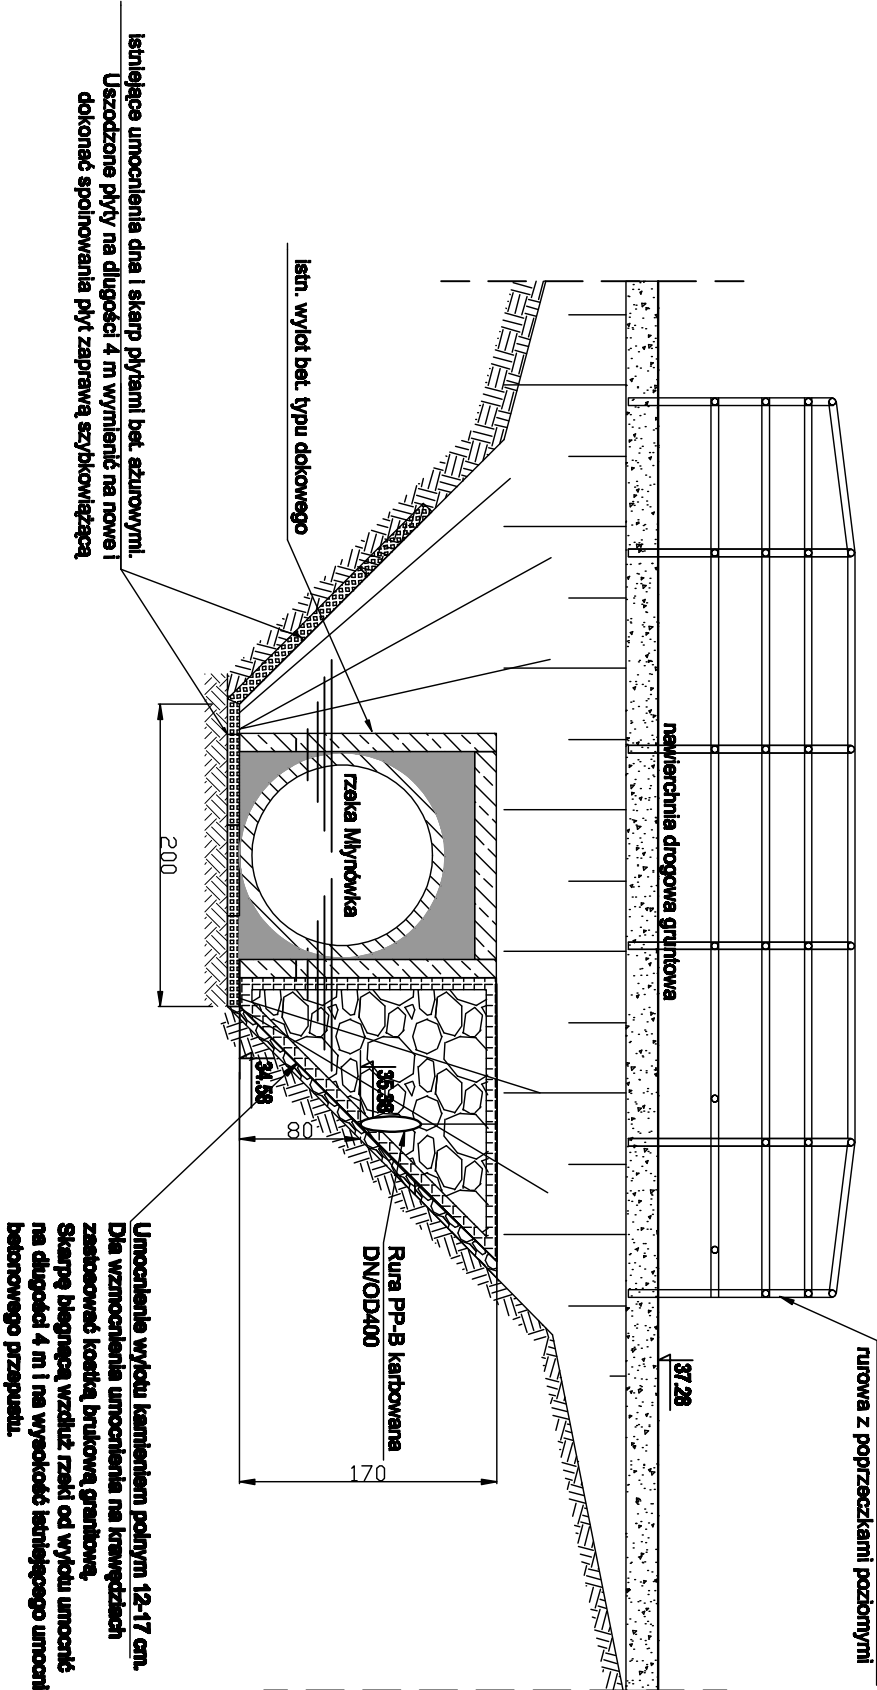 rurowa z poprzeczkami poziomymi
37.28
nawierzchnia drogowa gruntowa
istn. wylot bet. typu dokowego
rzeka Młynówka
35.38
34.58
80
170
200
Rura PP-B karbowana
DN/OD400
istniejące umocnienia dna i skarp płytami bet. ażurowymi.
Uszodzone płyty na długości 4 m wymienić na nowe i
dokonać spoinowania płyt zaprawą szybkowiążącą
Umocnienie wylotu kamieniem polnym 12-17 cm.
Dla wzmocnienia umocnienia na krawędziach
zastosować kostką brukową granitową.
Skarpę biegnącą wzdłuż rzeki od wylotu umocnić
na długości 4 m i na wysokość istniejącego umocni
betonowego przepustu.